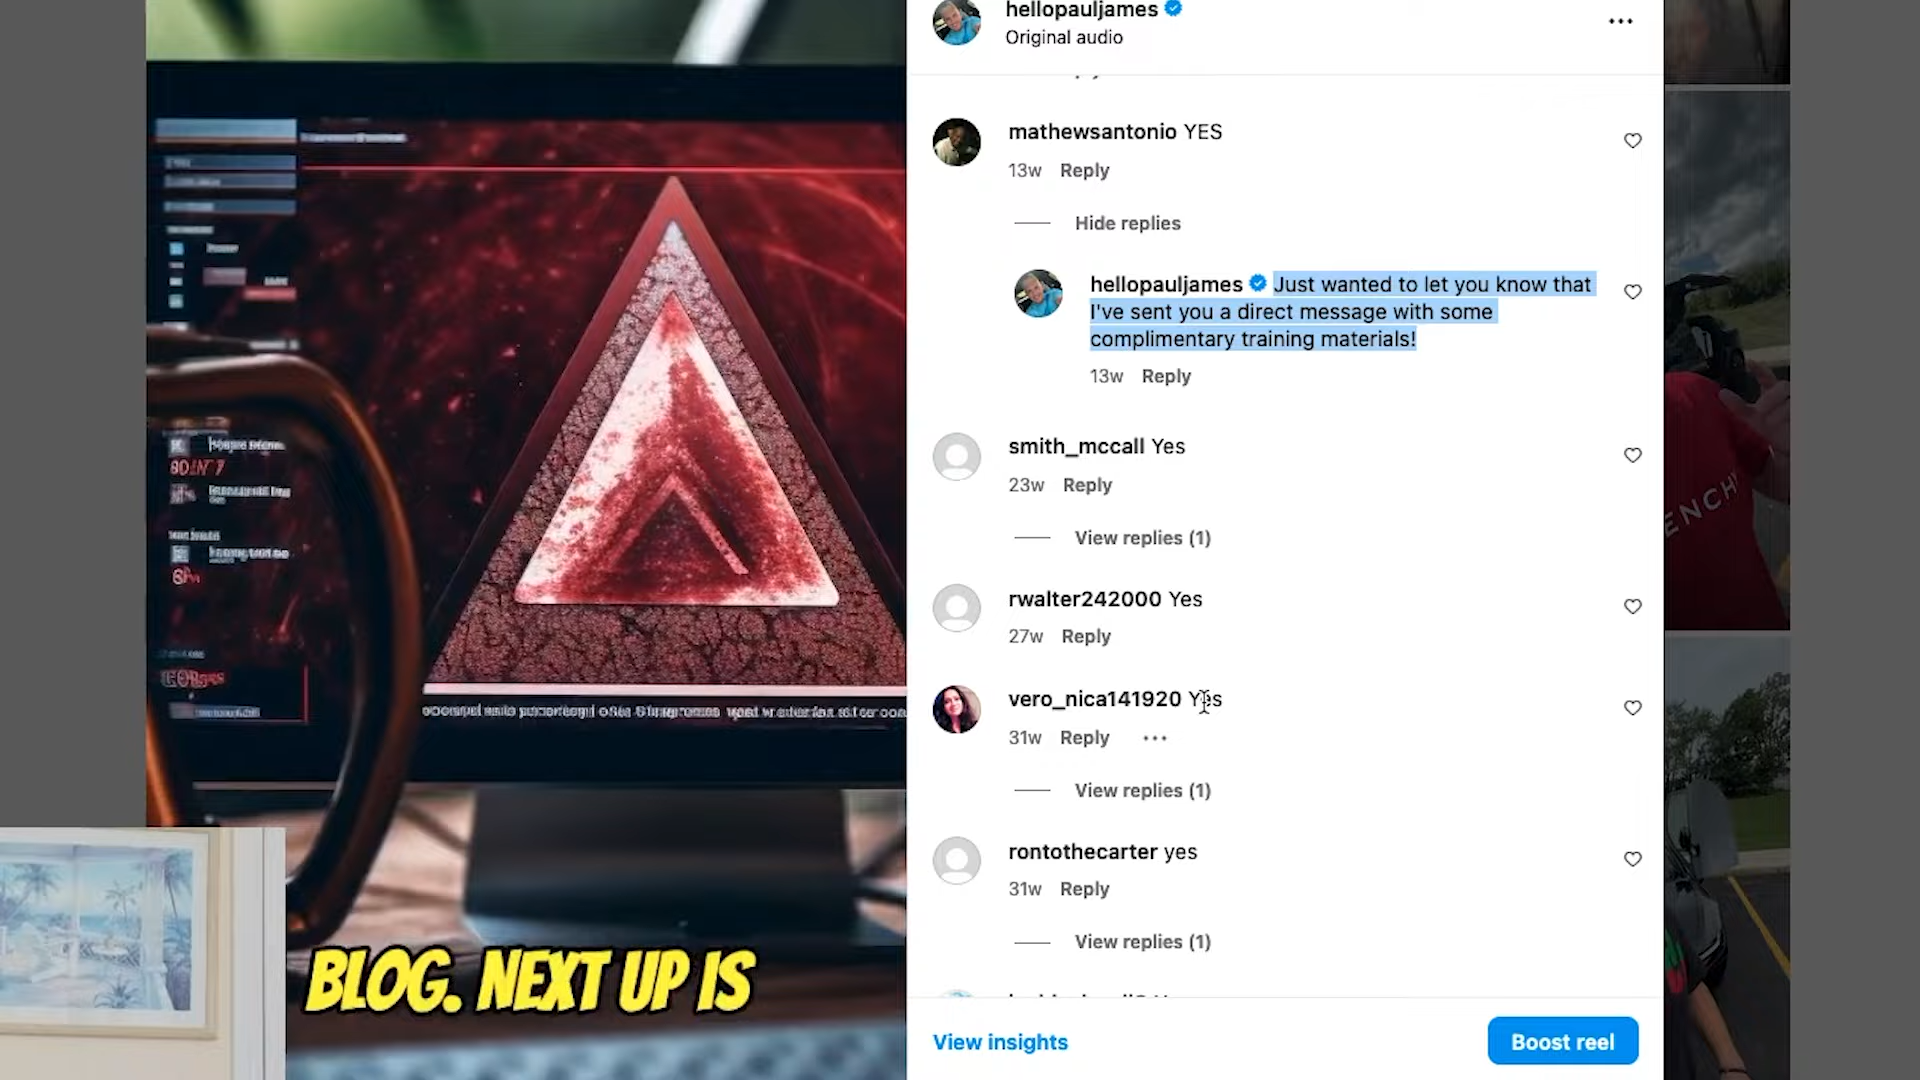 hellopauljames
Original audio
mathewsantonio YES
13w Reply
Hide replies
hellopauljames Just wanted to let you know that
I've sent you a direct message with some
complimentary training materials!
13w Reply
smith_mccall Yes
23w Reply
View replies (1)
rwalter242000 Yes
27w Reply
vero_nica141920 Yes
31w Reply
View replies (1)
rontothecarter yes
31w Reply
View replies (1)
View insights
Boost reel
BLOG. NEXT UP IS
ENCH